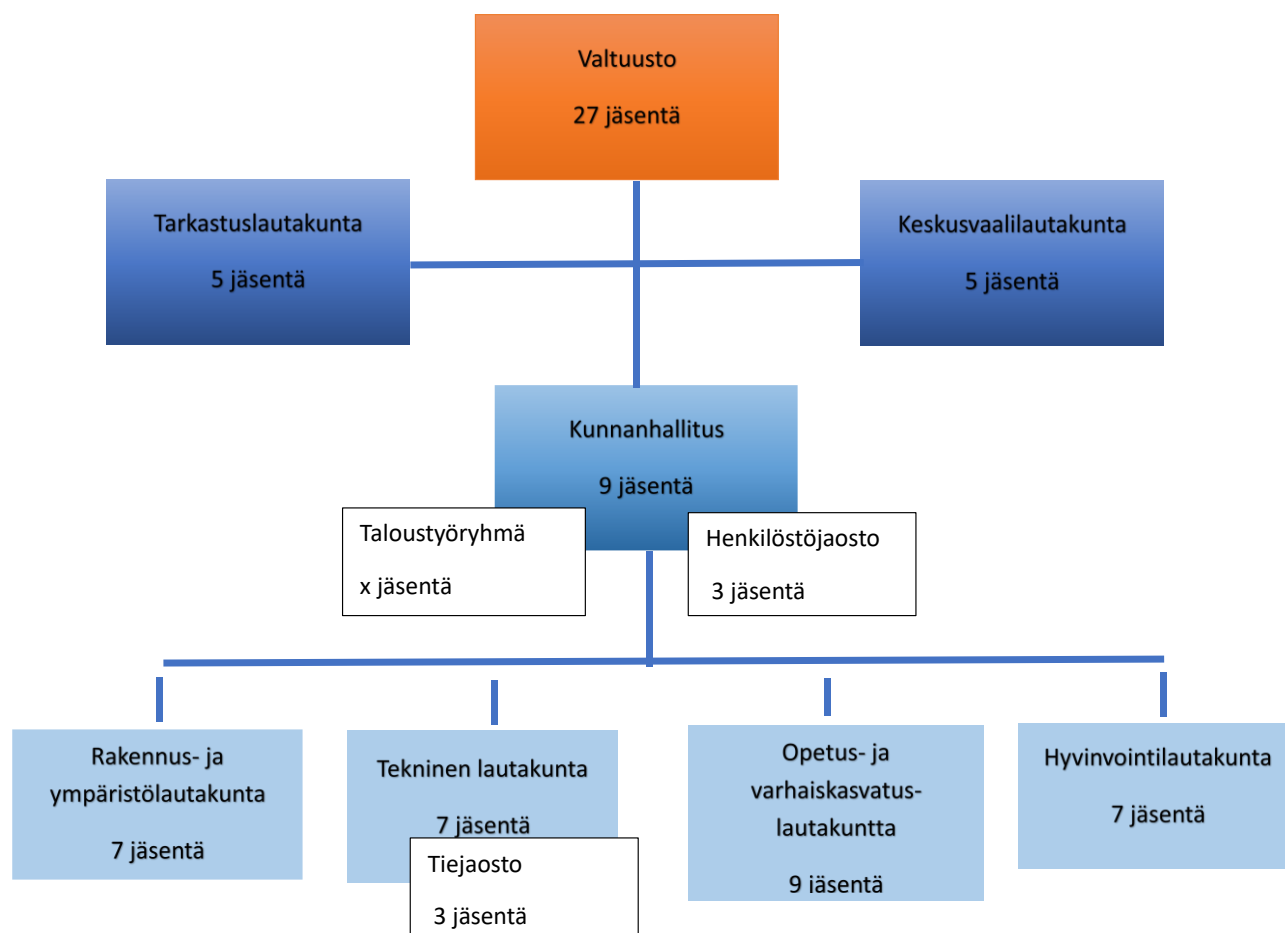 Valtuusto
27 jäsentä
Tarkastuslautakunta
5 jäsentä
Keskusvaalilautakunta
5 jäsentä
Kunnanhallitus
9 jäsentä
Taloustyöryhmä
x jäsentä
Henkilöstöjaosto
3 jäsentä
Rakennus- ja
ympäristölautakunta
7 jäsentä
Tekninen lautakunta
7 jäsentä
Tiejaosto
3 jäsentä
Opetus- ja
varhaiskasvatus-
lautakuntta
9 jäsentä
Hyvinvointilautakunta
7 jäsentä